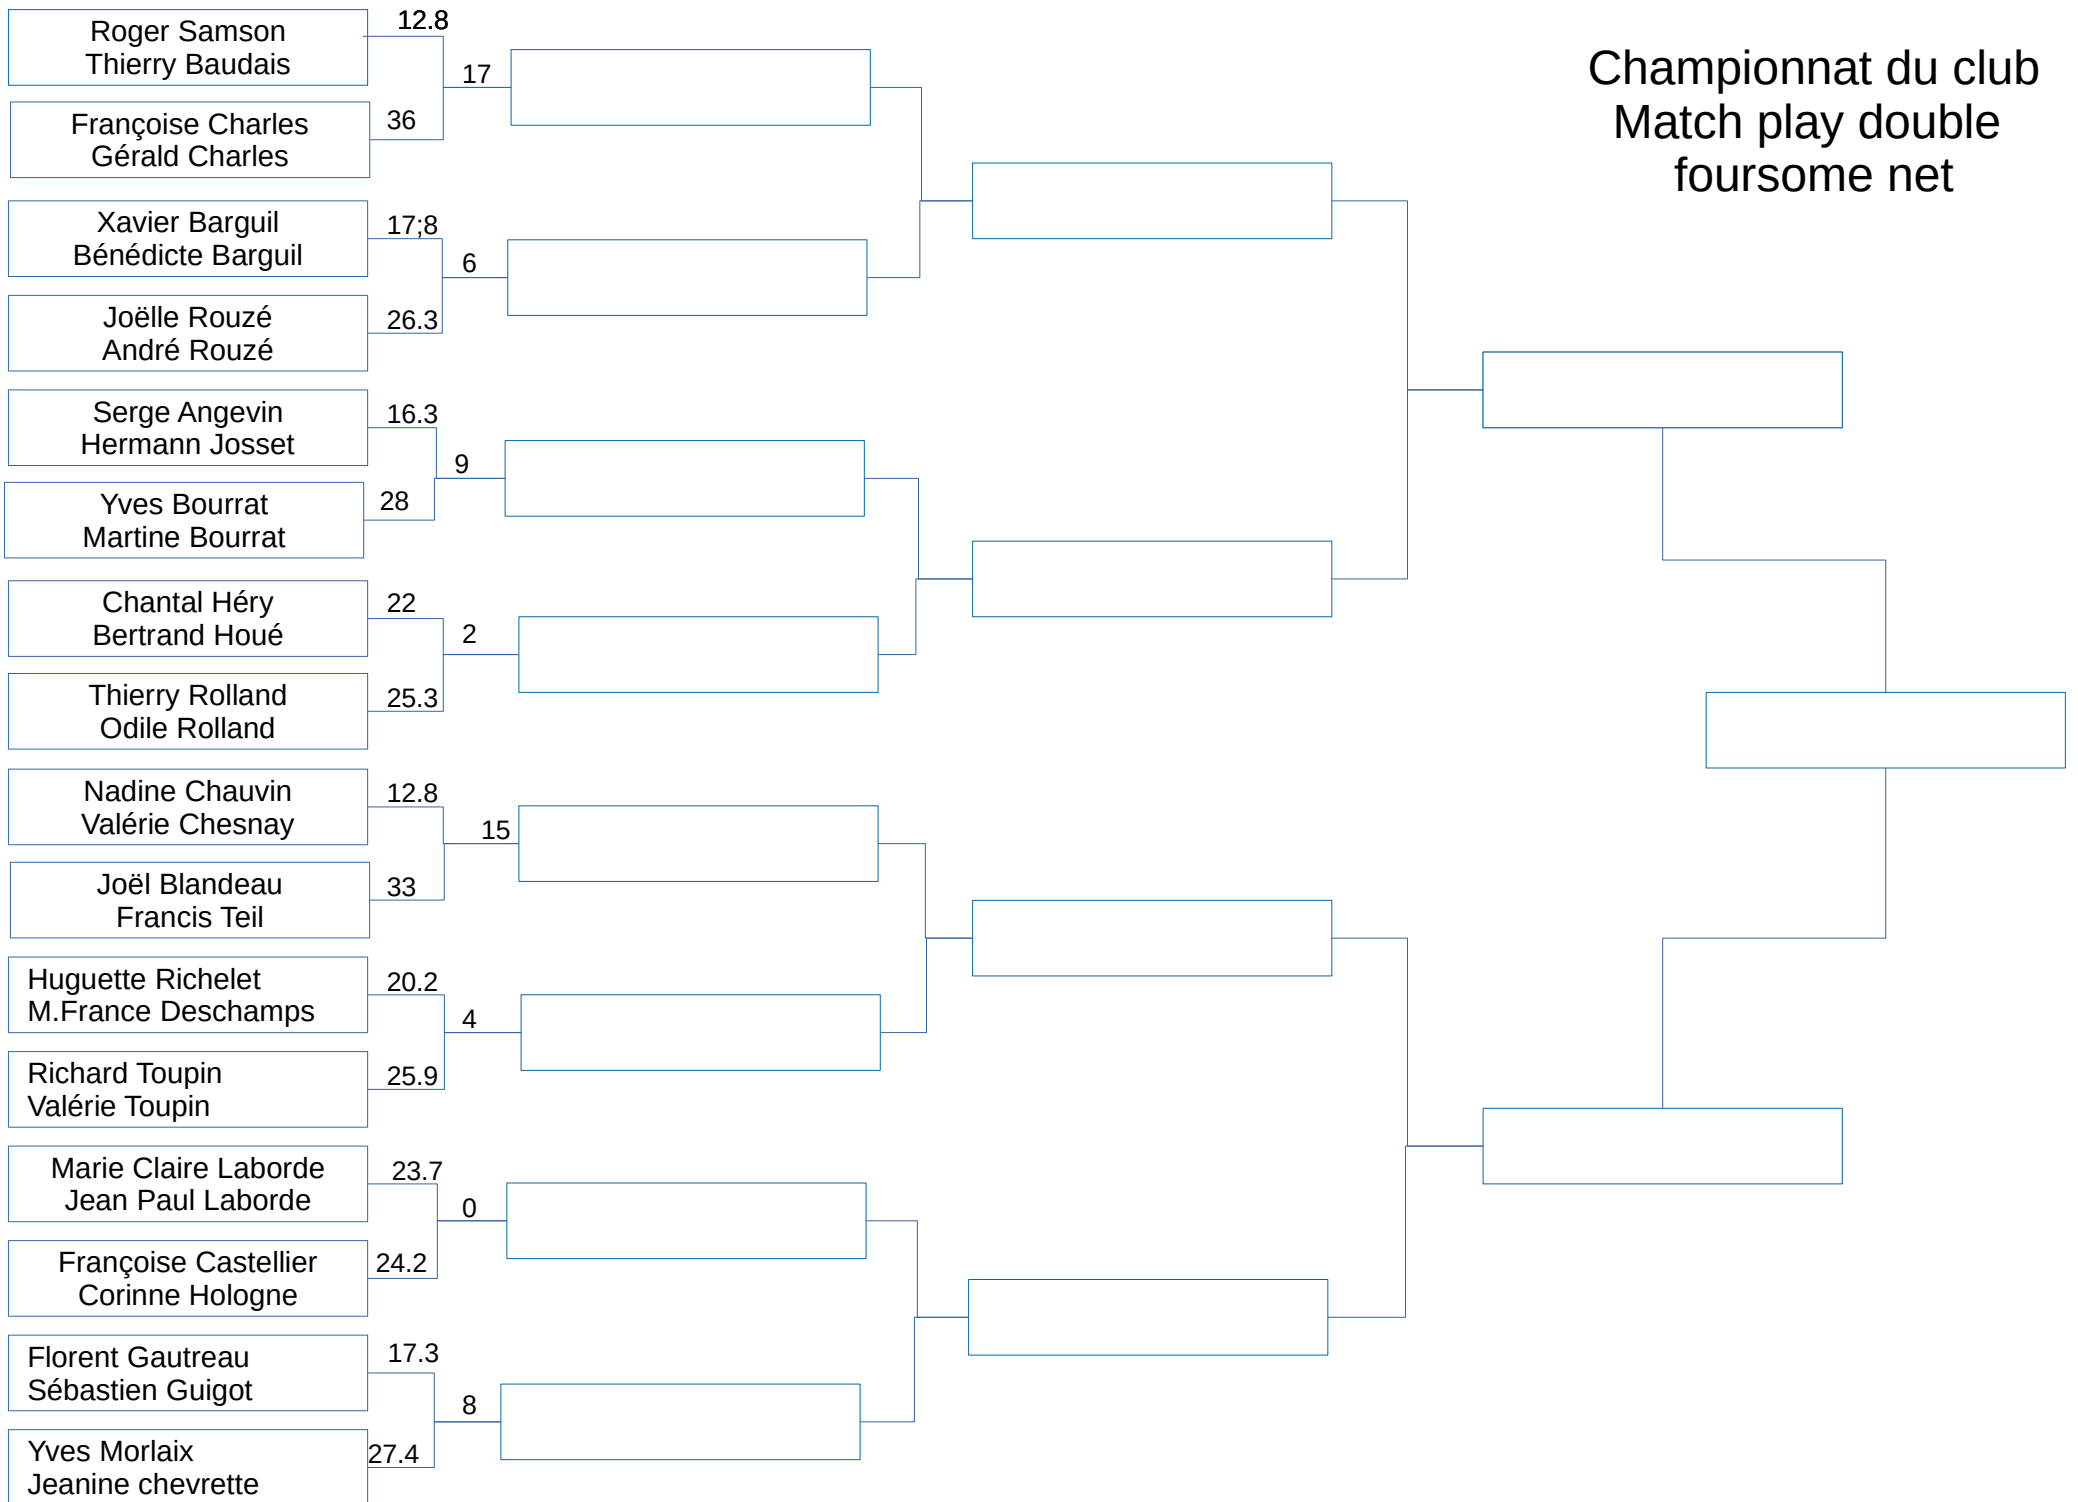 Roger Samson
Thierry Baudais
12.8
17
Françoise Charles
Gérald Charles
36
Xavier Barguil
Bénédicte Barguil
17;8
6
Joëlle Rouzé
André Rouzé
26.3
Serge Angevin
Hermann Josset
16.3
9
Yves Bourrat
Martine Bourrat
28
Chantal Héry
Bertrand Houé
22
2
Thierry Rolland
Odile Rolland
25.3
Nadine Chauvin
Valérie Chesnay
12.8
15
Joël Blandeau
Francis Teil
33
Huguette Richelet
M.France Deschamps
20.2
4
Richard Toupin
Valérie Toupin
25.9
Marie Claire Laborde
Jean Paul Laborde
23.7
0
Françoise Castellier
Corinne Hologne
24.2
Florent Gautreau
Sébastien Guigot
17.3
8
Yves Morlaix
Jeanine chevrette
27.4
Championnat du club
Match play double
foursome net